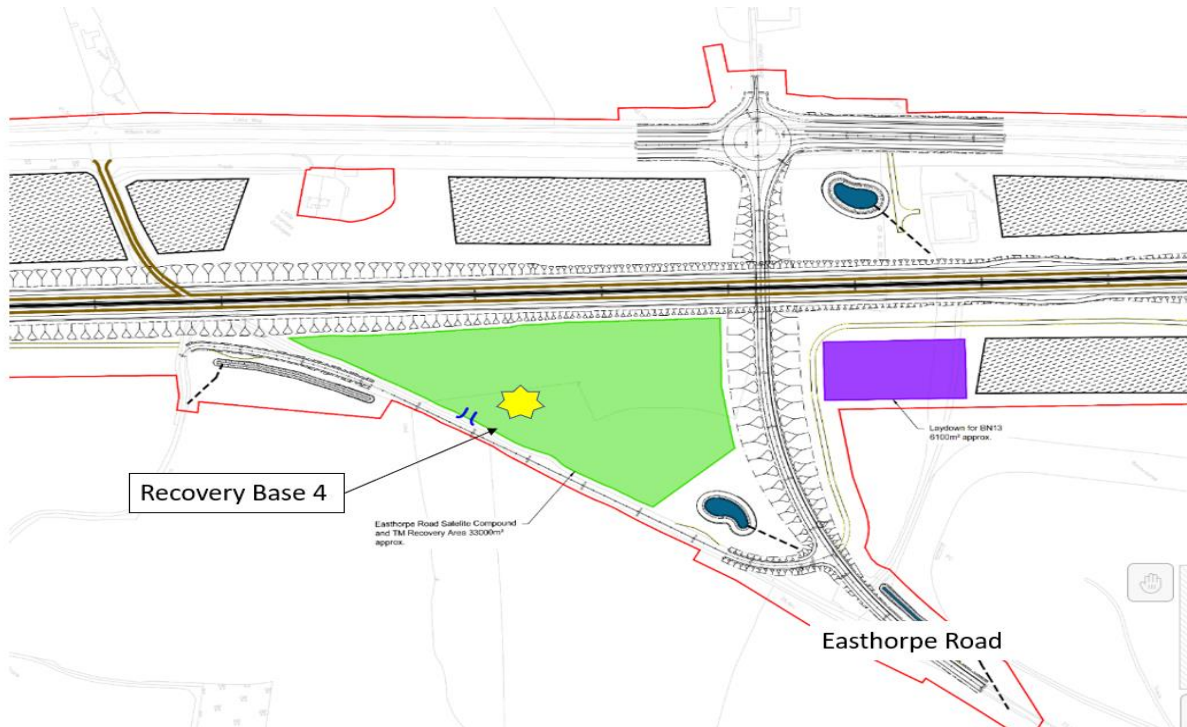 Recovery Base 4
Easthorpe Road Satelite Compound
and TM Recovery Area 33000m²
approx.
Laydown for BN13
6100m² approx.
Easthorpe Road